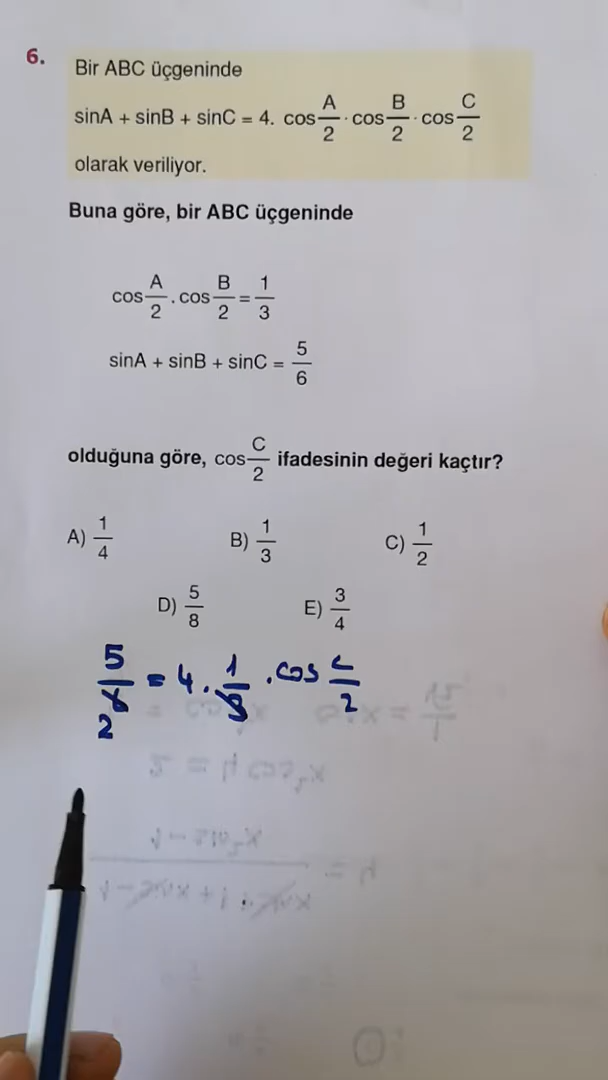 6.
Bir ABC üçgeninde
sinA + sinB + sinC = 4. cos A/2 . cos B/2 . cos C/2
olarak veriliyor.
Buna göre, bir ABC üçgeninde
cos A/2 . cos B/2 = 1/3
sinA + sinB + sinC = 5/6
olduğuna göre, cos C/2 ifadesinin değeri kaçtır?
A) 1/4 B) 1/3 C) 1/2
D) 5/8 E) 3/4
5/6 = 4 . 1/3 . cos C/2
2